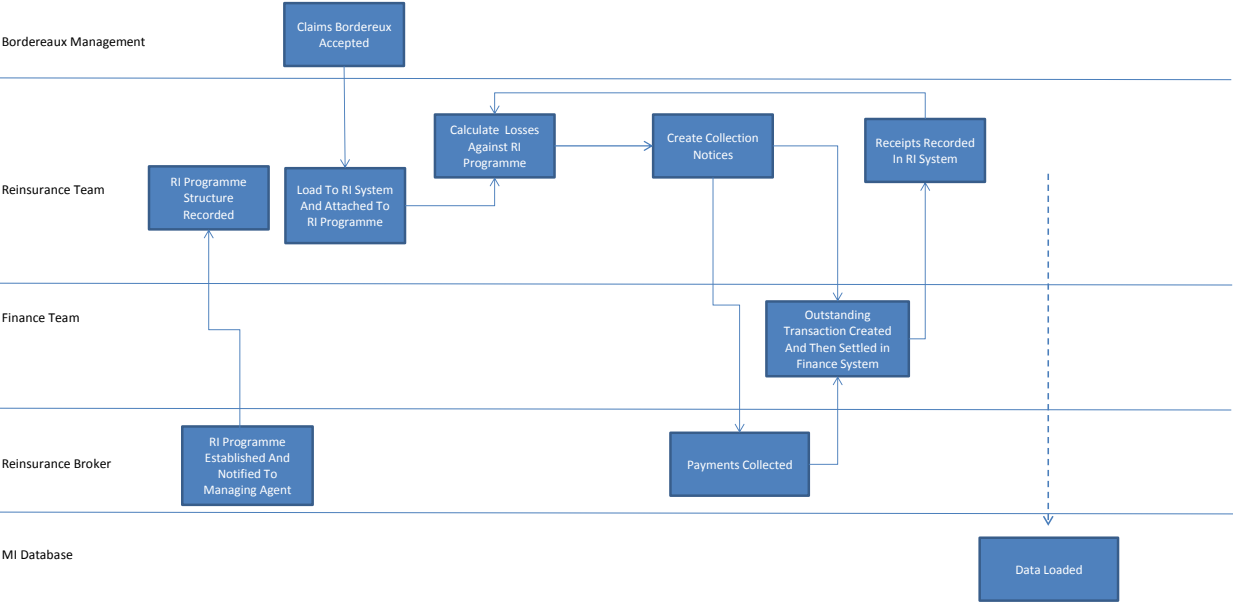 Bordereaux Management
Claims Bordereux
Accepted
Reinsurance Team
RI Programme
Structure
Recorded
Load To RI System
And Attached To
RI Programme
Calculate Losses
Against RI
Programme
Create Collection
Notices
Receipts Recorded
In RI System
Finance Team
Outstanding
Transaction Created
And Then Settled in
Finance System
Reinsurance Broker
RI Programme
Established And
Notified To
Managing Agent
Payments Collected
MI Database
Data Loaded